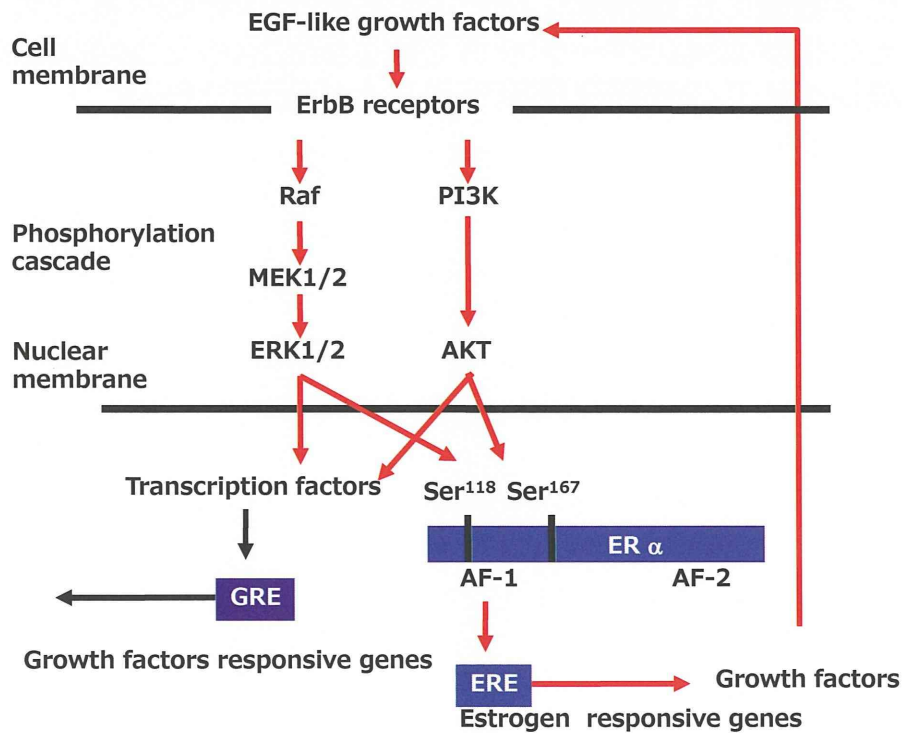 EGF-like growth factors
Cell
membrane
ErbB receptors
Raf
PI3K
Phosphorylation
cascade
MEK1/2
Nuclear
membrane
ERK1/2
AKT
Transcription factors
Ser¹¹⁸
Ser¹⁶⁷
ER α
AF-1
AF-2
GRE
Growth factors responsive genes
ERE
Growth factors
Estrogen responsive genes